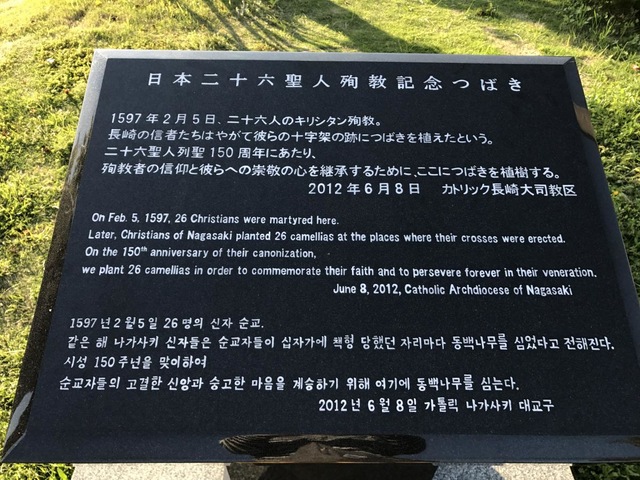 日本二十六聖人殉教記念つばき
1597年2月5日、二十六人のキリシタン殉教。
長崎の信者たちはやがて彼らの十字架の跡につばきを植えたという。
二十六聖人列聖150周年にあたり、
殉教者の信仰と彼らへの崇敬の心を継承するために、ここにつばきを植樹する。
2012年6月8日 カトリック長崎大司教区
On Feb. 5, 1597, 26 Christians were martyred here.
Later, Christians of Nagasaki planted 26 camellias at the places where their crosses were erected.
On the 150th anniversary of their canonization,
we plant 26 camellias in order to commemorate their faith and to persevere forever in their veneration.
June 8, 2012, Catholic Archdiocese of Nagasaki
1597년 2월 5일 26명의 신자 순교.
같은 해 나가사키 신자들은 순교자들이 십자가에 책형 당했던 자리마다 동백나무를 심었다고 전해진다.
시성 150주년을 맞이하여
순교자들의 고결한 신앙과 숭고한 마음을 계승하기 위해 여기에 동백나무를 심는다.
2012년 6월 8일 가톨릭 나가사키 대교구